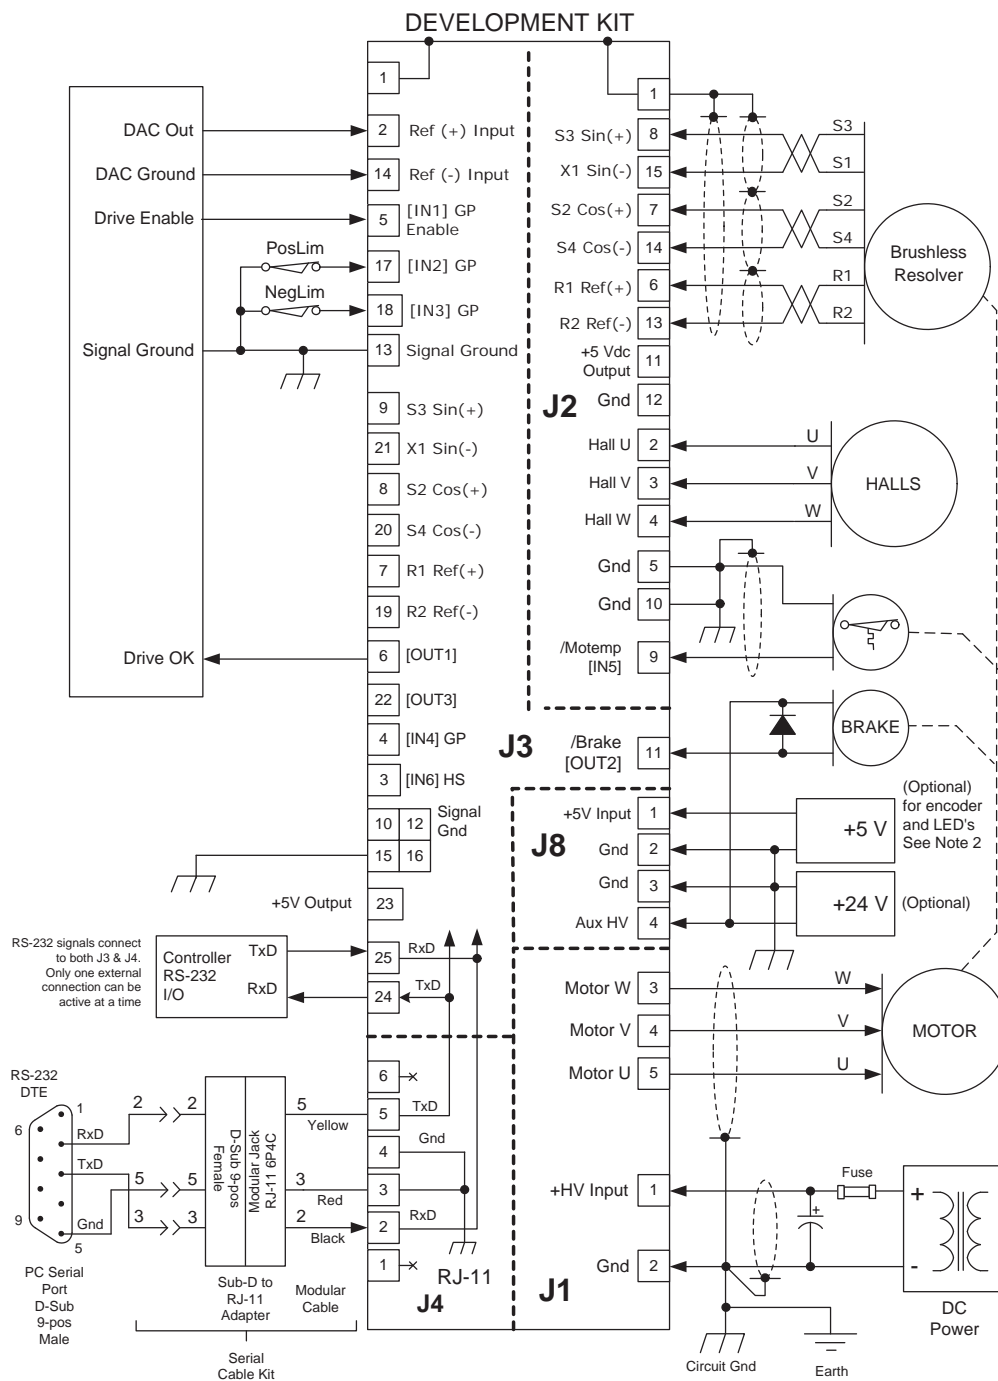 DEVELOPMENT KIT
1
DAC Out
2
Ref (+) Input
DAC Ground
14
Ref (-) Input
Drive Enable
5
[IN1] GP
Enable
PosLim
17
[IN2] GP
NegLim
18
[IN3] GP
Signal Ground
13
Signal Ground
9
S3 Sin(+)
21
X1 Sin(-)
8
S2 Cos(+)
20
S4 Cos(-)
7
R1 Ref(+)
19
R2 Ref(-)
Drive OK
6
[OUT1]
22
[OUT3]
4
[IN4] GP
3
[IN6] HS
10
12
15
16
Signal
Gnd
+5V Output
23
RS-232 signals connect
to both J3 & J4.
Only one external
connection can be
active at a time
Controller
RS-232
I/O
TxD
RxD
25
RxD
24
TxD
J3
J2
1
S3 Sin(+)
8
S3
X1 Sin(-)
15
S1
S2 Cos(+)
7
S2
S4 Cos(-)
14
S4
R1 Ref(+)
6
R1
R2 Ref(-)
13
R2
Brushless
Resolver
+5 Vdc
Output
11
Gnd
12
Hall U
2
U
Hall V
3
V
Hall W
4
W
HALLS
Gnd
5
Gnd
10
/Motemp
[IN5]
9
/Brake
[OUT2]
11
BRAKE
J8
+5V Input
1
Gnd
2
Gnd
3
Aux HV
4
+5 V
(Optional)
for encoder
and LED's
See Note 2
+24 V
(Optional)
Motor W
3
W
Motor V
4
V
Motor U
5
U
MOTOR
+HV Input
1
Fuse
+
+
-
Gnd
2
J1
DC
Power
Circuit Gnd
Earth
RS-232
DTE
6
1
9
5
RxD
TxD
Gnd
2
2
5
5
3
3
D-Sub 9-pos
Female
Modular Jack
RJ-11 6P4C
5
Yellow
3
Red
2
Black
6
5
TxD
4
Gnd
3
2
RxD
1
RJ-11
J4
PC Serial
Port
D-Sub
9-pos
Male
Sub-D to
RJ-11
Adapter
Modular
Cable
Serial
Cable Kit